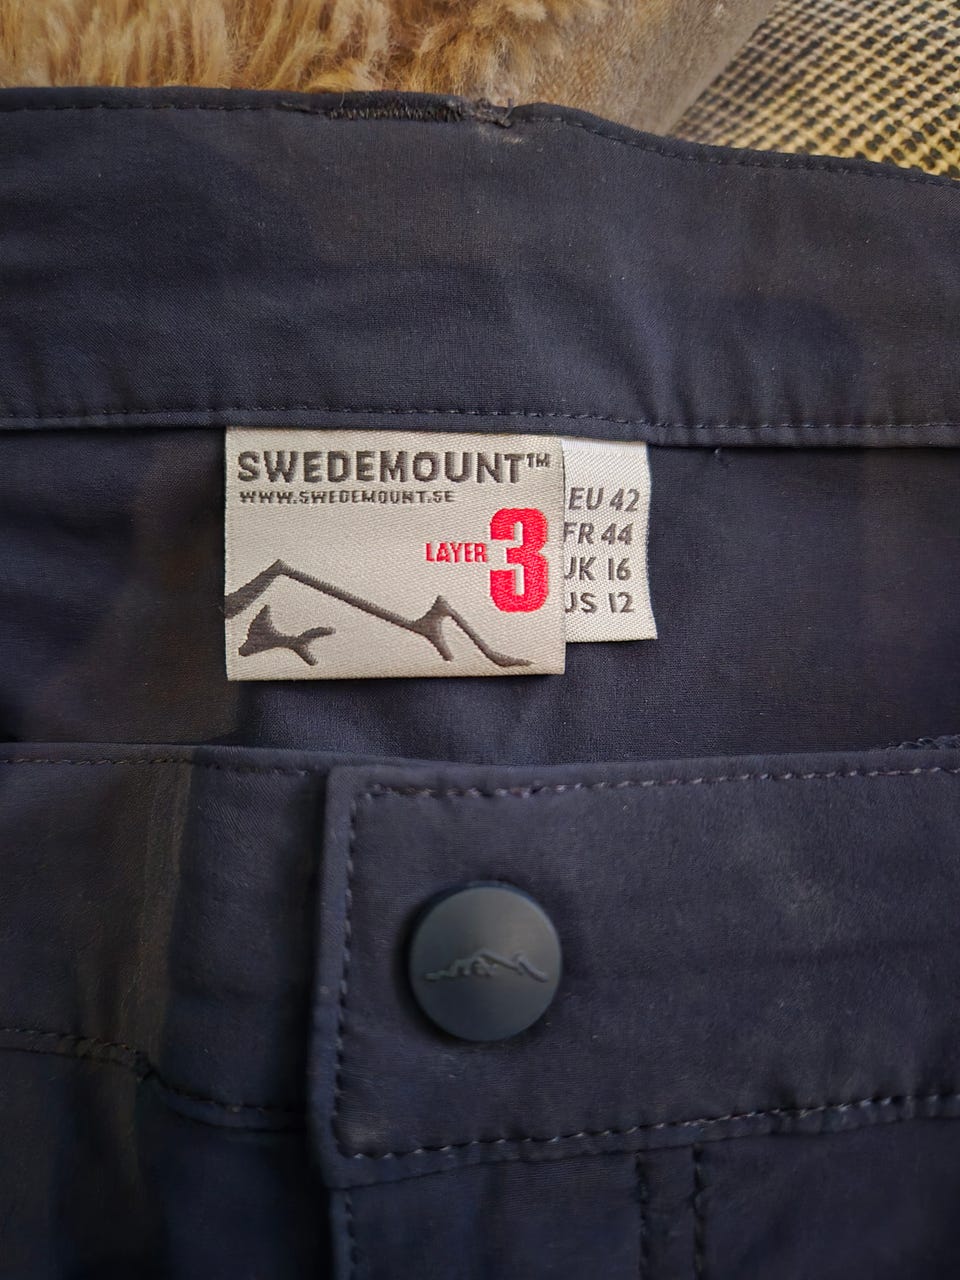 SWEDEMOUNT™
WWW.SWEDEMOUNT.SE
LAYER 3
EU 42
FR 44
UK 16
US 12